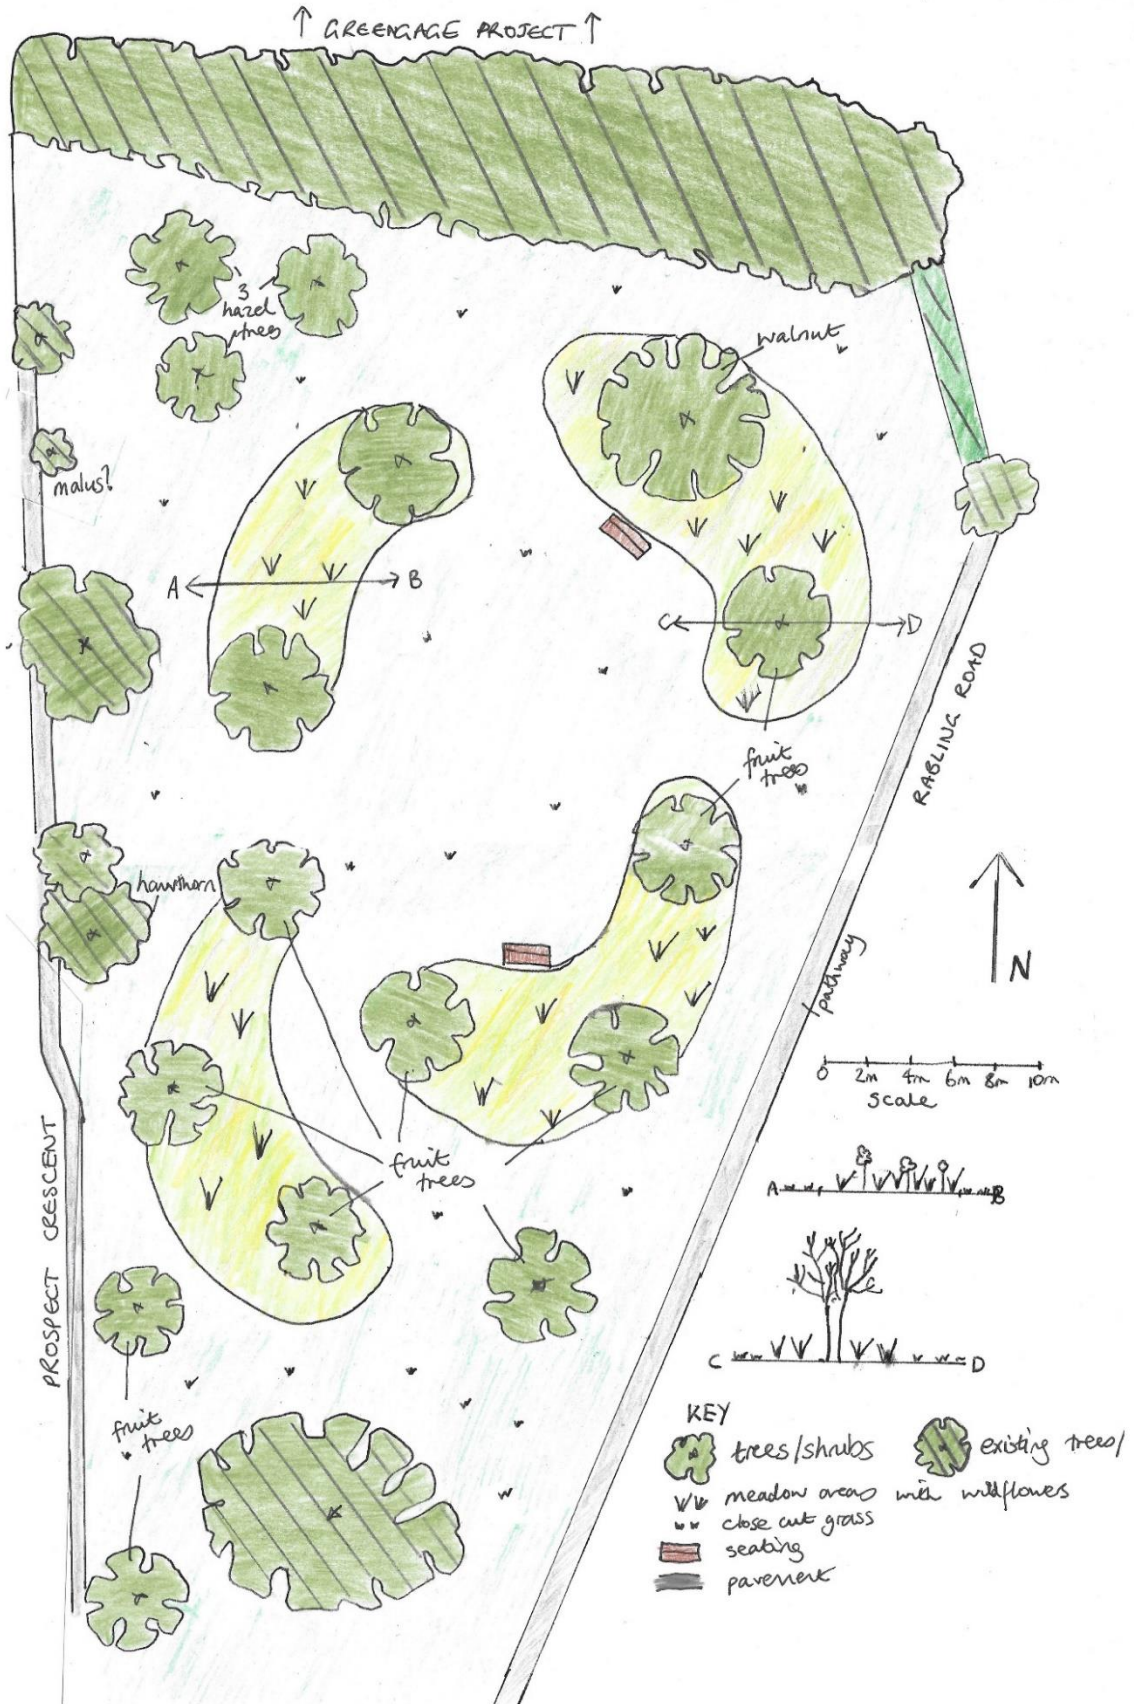 ↑ GREENGAGE PROJECT ↑
3
hazel
trees
walnut
malus?
A
B
C
D
RABLING ROAD
fruit
trees
hawthorn
N
pathway
0 2m 4m 6m 8m 10m
scale
PROSPECT CRESCENT
fruit
trees
A
B
C
D
fruit
trees
KEY
trees/shrubs
existing trees/
meadow areas with wildflowers
close cut grass
seating
pavement